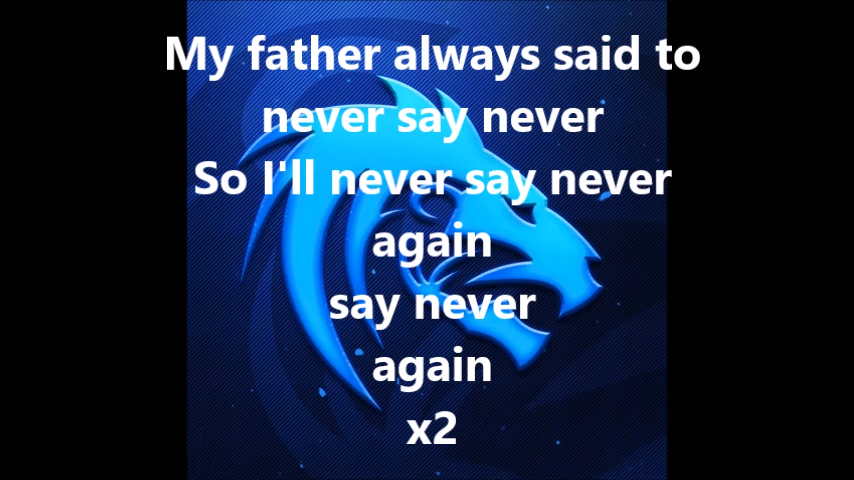 My father always said to
never say never
So I'll never say never
again
say never
again
x2